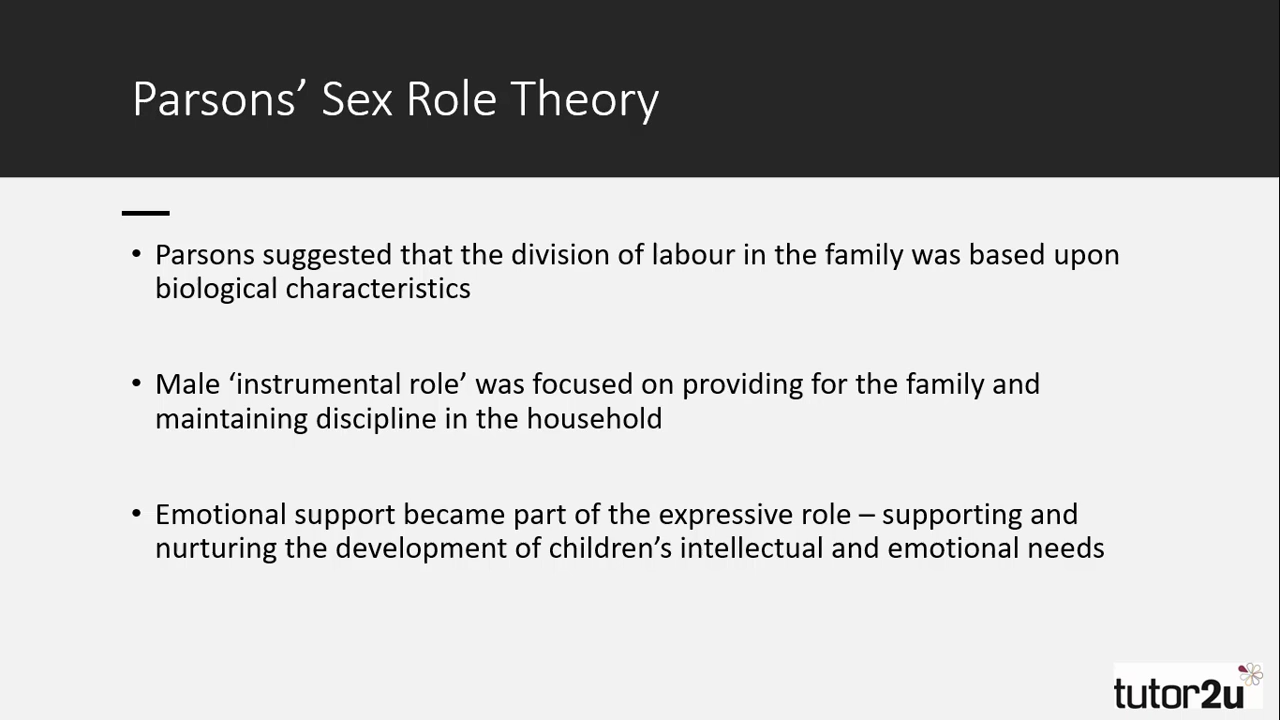 Parsons’ Sex Role Theory
• Parsons suggested that the division of labour in the family was based upon
biological characteristics
• Male ‘instrumental role’ was focused on providing for the family and
maintaining discipline in the household
• Emotional support became part of the expressive role – supporting and
nurturing the development of children’s intellectual and emotional needs
tutor2u